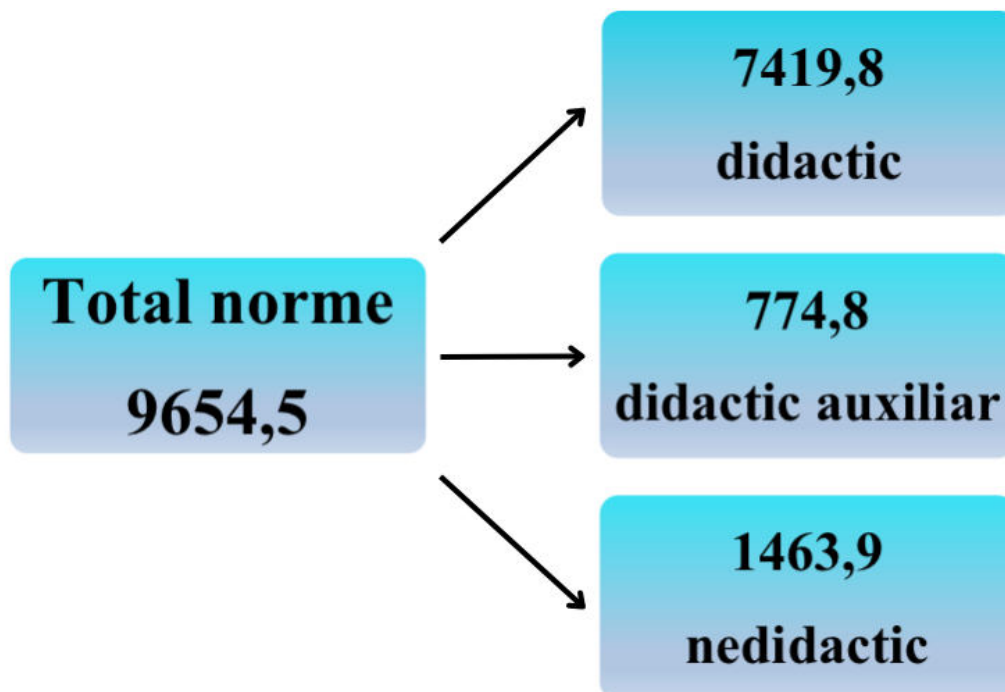 Total norme
9654,5
7419,8
didactic
774,8
didactic auxiliar
1463,9
nedidactic